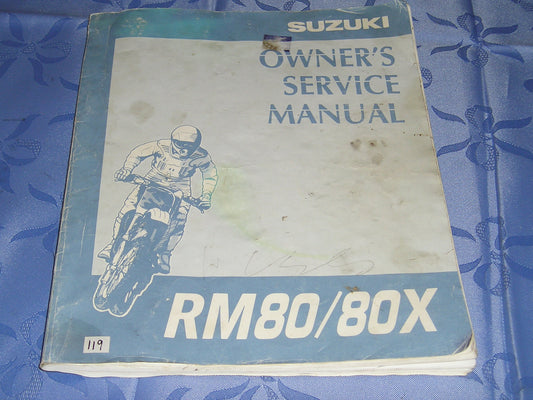 SUZUKI
OWNER'S
SERVICE
MANUAL
RM80/80X
119